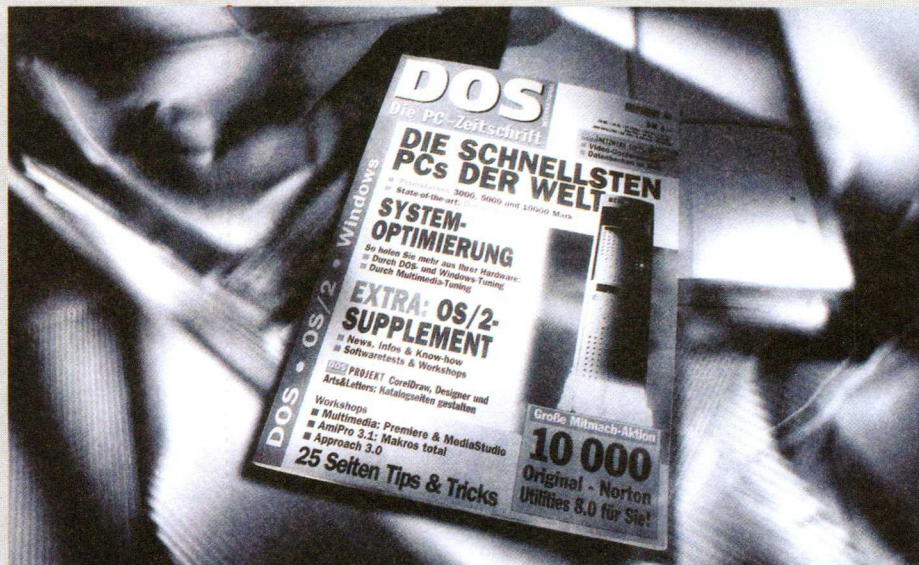 DOS
Die PC-Zeitschrift
DIE SCHNELLSTEN
PCs DER WELT
3000, 5000 und 10000 Mark
State-of-the-art:
Video-
SYSTEM-
OPTIMIERUNG
So holen Sie mehr aus Ihrer Hardware:
Durch DOS- und Windows-Tuning
Durch Multimedia-Tuning
EXTRA: OS/2-
SUPPLEMENT
News, Infos & Know-how
Softwaretests & Workshops
DOS PROJEKT CorelDraw, Designer und
Arts&Letters: Katalogseiten gestalten
Workshops
Multimedia: Premiere & MediaStudio
AmiPro 3.1: Makros total
Approach 3.0
25 Seiten Tips & Tricks
Große Mitmach-Aktion
10 000
Original - Norton
Utilities 8.0 für Sie!
DOS • OS/2 • Windows